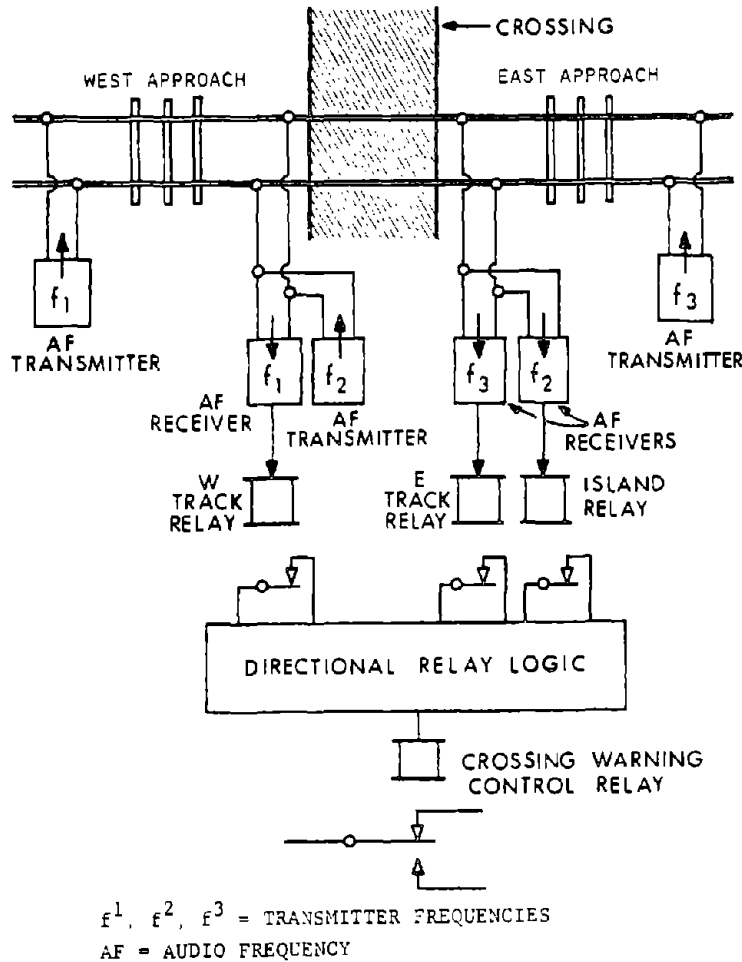 CROSSING
WEST APPROACH
EAST APPROACH
f1
AF
TRANSMITTER
f3
AF
TRANSMITTER
f1
f2
f3
f2
AF
RECEIVER
AF
TRANSMITTER
AF
RECEIVERS
W
TRACK
RELAY
E
TRACK
RELAY
ISLAND
RELAY
DIRECTIONAL RELAY LOGIC
CROSSING WARNING
CONTROL RELAY
f1, f2, f3 = TRANSMITTER FREQUENCIES
AF = AUDIO FREQUENCY